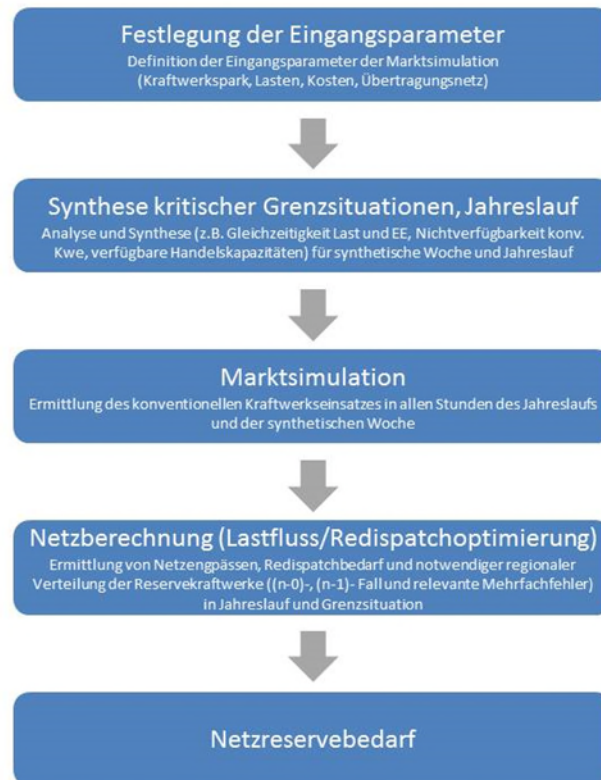 Festlegung der Eingangsparameter
Definition der Eingangsparameter der Marktsimulation
(Kraftwerkspark, Lasten, Kosten, Übertragungsnetz)
Synthese kritischer Grenzsituationen, Jahreslauf
Analyse und Synthese (z.B. Gleichzeitigkeit Last und EE, Nichtverfügbarkeit konv.
Kwe, verfügbare Handelskapazitäten) für synthetische Woche und Jahreslauf
Marktsimulation
Ermittlung des konventionellen Kraftwerkseinsatzes in allen Stunden des Jahreslaufs
und der synthetischen Woche
Netzberechnung (Lastfluss/Redispatchoptimierung)
Ermittlung von Netzengpässen, Redispatchbedarf und notwendiger regionaler
Verteilung der Reservekraftwerke ((n-0)-, (n-1)- Fall und relevante Mehrfachfehler)
in Jahreslauf und Grenzsituation
Netzreservebedarf